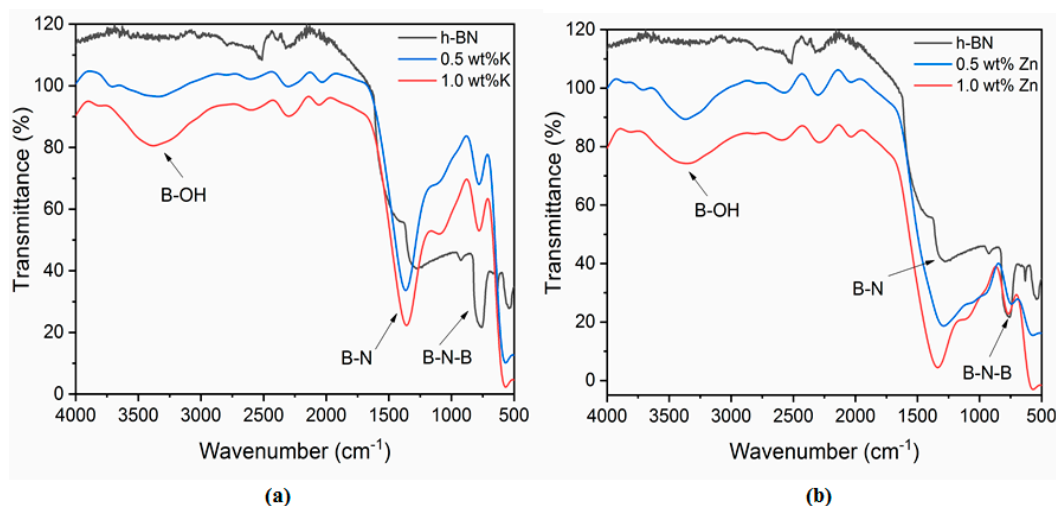 120
100
80
60
40
20
0
Transmittance (%)
h-BN
0.5 wt%K
1.0 wt%K
B-OH
B-N
B-N-B
4000 3500 3000 2500 2000 1500 1000 500
Wavenumber (cm⁻¹)
(a)
120
100
80
60
40
20
0
Transmittance (%)
h-BN
0.5 wt% Zn
1.0 wt% Zn
B-OH
B-N
B-N-B
4000 3500 3000 2500 2000 1500 1000 500
Wavenumber (cm⁻¹)
(b)